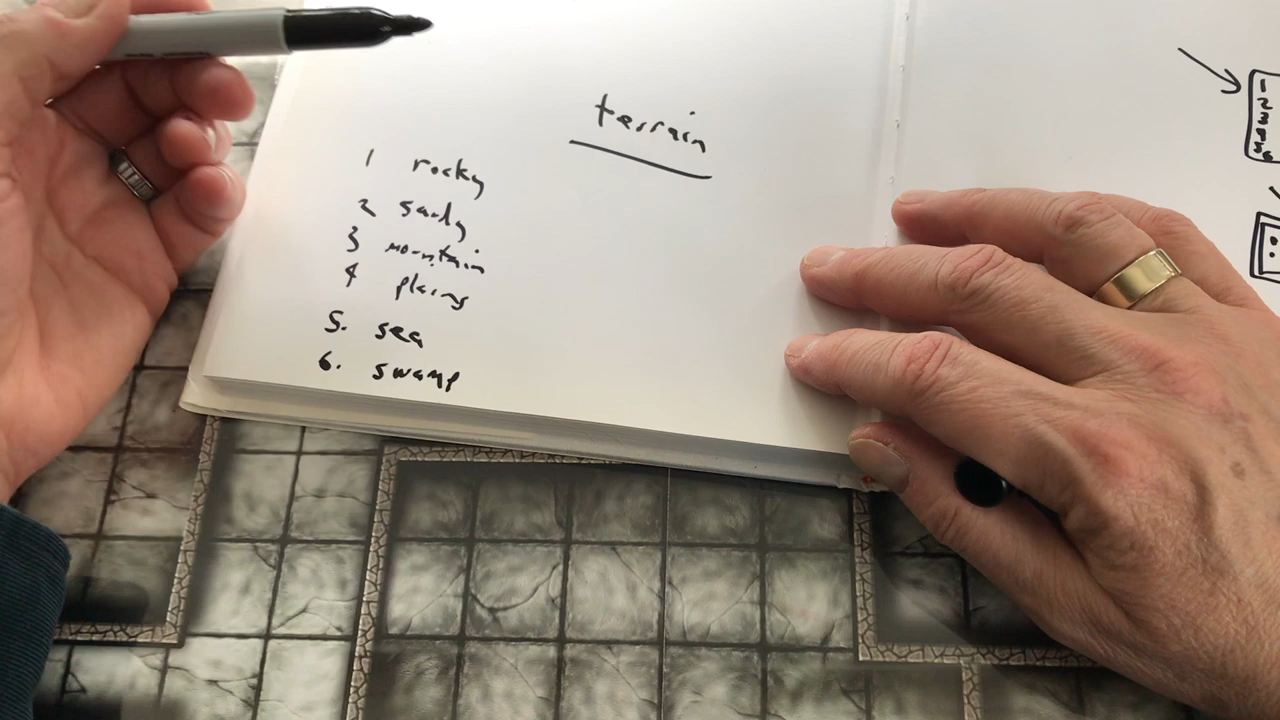 terrain
1 rocky
2 sandy
3 mountain
4 plains
5. sea
6. swamp